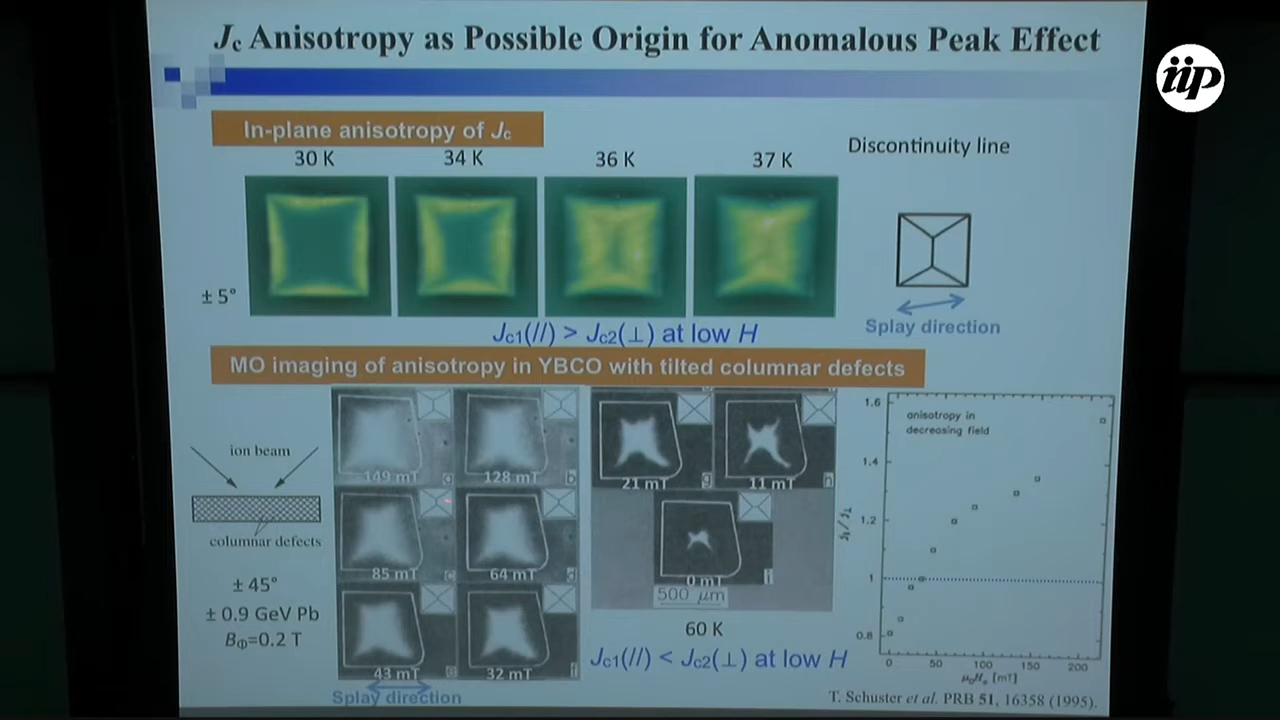 Jc Anisotropy as Possible Origin for Anomalous Peak Effect
iip
In-plane anisotropy of Jc
30 K
34 K
36 K
37 K
Discontinuity line
± 5°
Splay direction
Jc1(//) > Jc2(⊥) at low H
MO imaging of anisotropy in YBCO with tilted columnar defects
ion beam
columnar defects
± 45°
± 0.9 GeV Pb
BΦ=0.2 T
149 mT
128 mT
85 mT
64 mT
43 mT
32 mT
Splay direction
21 mT
11 mT
0 mT
500 μm
60 K
Jc1(//) < Jc2(⊥) at low H
anisotropy in
decreasing field
1.6
1.4
1.2
1
0.8
0
50
100
150
200
T. Schuster et al. PRB 51, 16358 (1995).